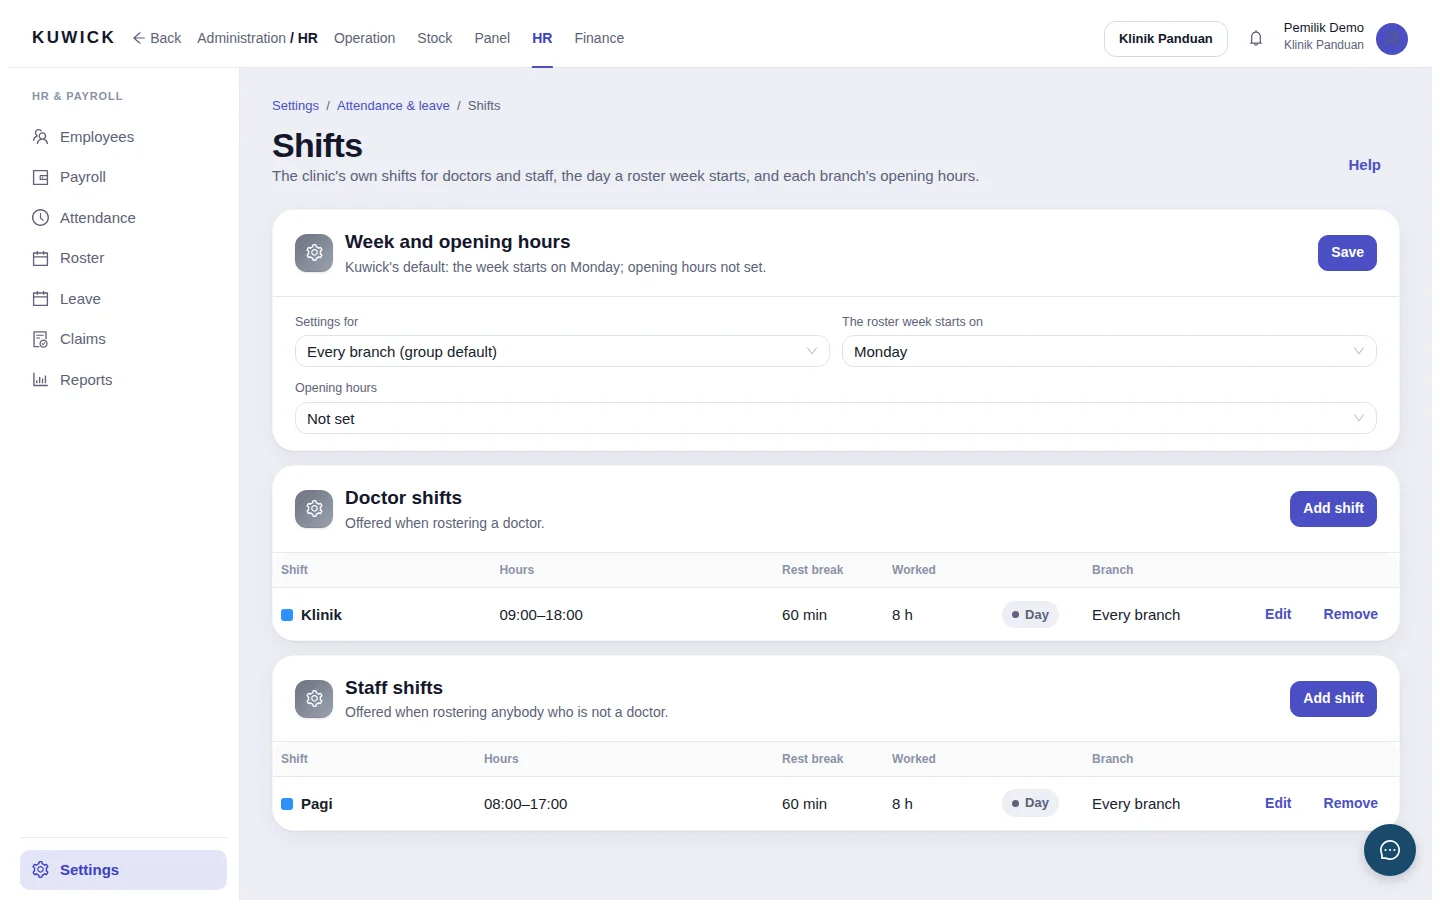 KUWICK
Back
Administration / HR
Operation
Stock
Panel
HR
Finance
Klinik Panduan
Pemilik Demo
Klinik Panduan
HR & PAYROLL
Employees
Payroll
Attendance
Roster
Leave
Claims
Reports
Settings
Settings / Attendance & leave / Shifts
Shifts
The clinic's own shifts for doctors and staff, the day a roster week starts, and each branch's opening hours.
Help
Week and opening hours
Kuwick's default: the week starts on Monday; opening hours not set.
Save
Settings for
The roster week starts on
Every branch (group default)
Monday
Opening hours
Not set
Doctor shifts
Offered when rostering a doctor.
Add shift
Shift Hours Rest break Worked Branch
Klinik 09:00–18:00 60 min 8 h Day Every branch Edit Remove
Staff shifts
Offered when rostering anybody who is not a doctor.
Add shift
Shift Hours Rest break Worked Branch
Pagi 08:00–17:00 60 min 8 h Day Every branch Edit Remove